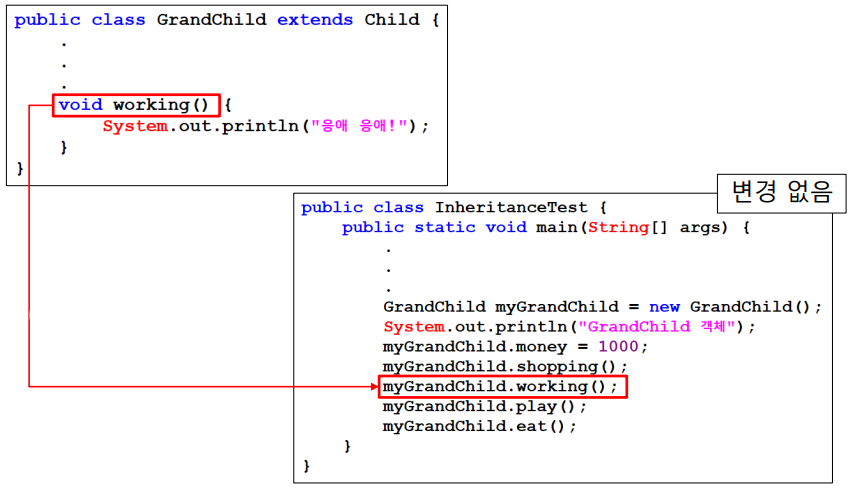 public class GrandChild extends Child {
.
.
.
void working() {
System.out.println("응애 응애!");
}
}
변경 없음
public class InheritanceTest {
public static void main(String[] args) {
.
.
.
GrandChild myGrandChild = new GrandChild();
System.out.println("GrandChild 객체");
myGrandChild.money = 1000;
myGrandChild.shopping();
myGrandChild.working();
myGrandChild.play();
myGrandChild.eat();
}
}